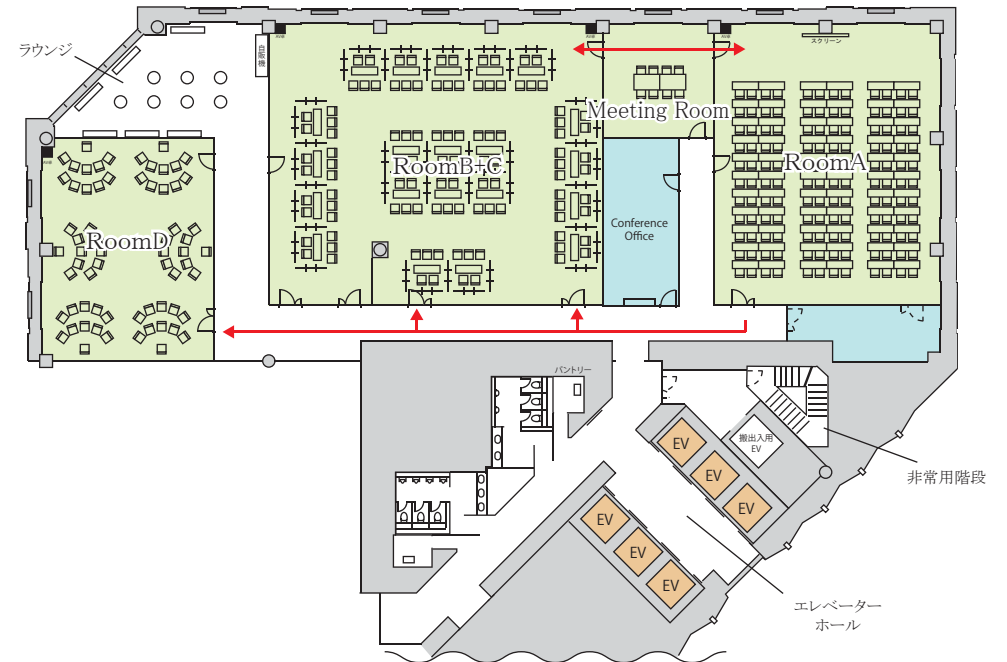 ラウンジ
自販機
スクリーン
Meeting Room
RoomB+C
RoomA
RoomD
Conference
Office
パントリー
EV
EV
EV
搬出入用
EV
EV
EV
EV
非常用階段
エレベーター
ホール